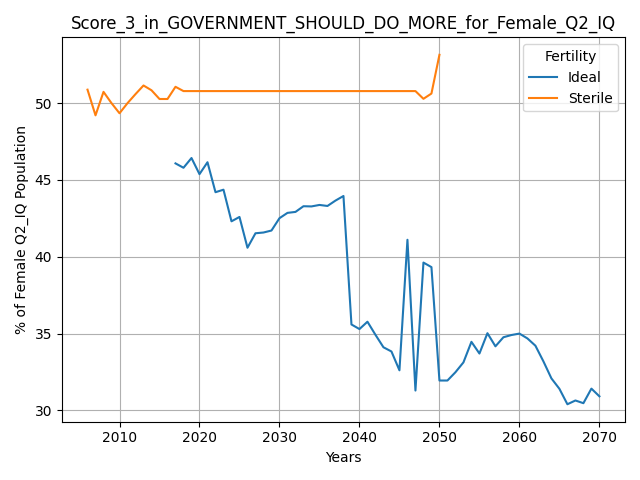 Score_3_in_GOVERNMENT_SHOULD_DO_MORE_for_Female_Q2_IQ
Fertility
Ideal
Sterile
% of Female Q2_IQ Population
50
45
40
35
30
2010 2020 2030 2040 2050 2060 2070
Years